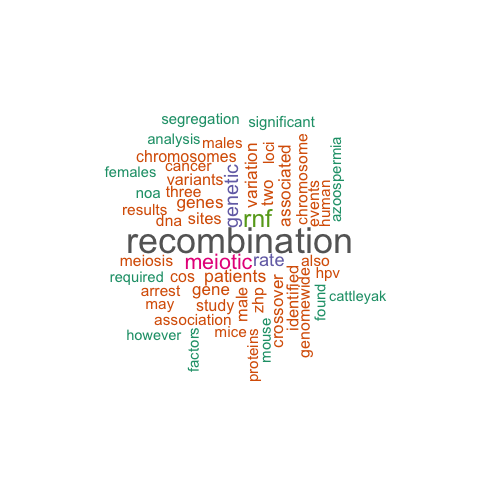 segregation
significant
analysis
males
chromosomes
cancer
females
variants
noa
three
genes
results
dna
sites
genetic
variation
rnf
two
loci
associated
chromosome
events
human
azoospermia
recombination
meiosis
meiotic
rate
also
required
cos
patients
hpv
arrest
gene
cattleyak
may
study
male
zhp
crossover
identified
genomewide
found
association
mice
mouse
however
factors
proteins